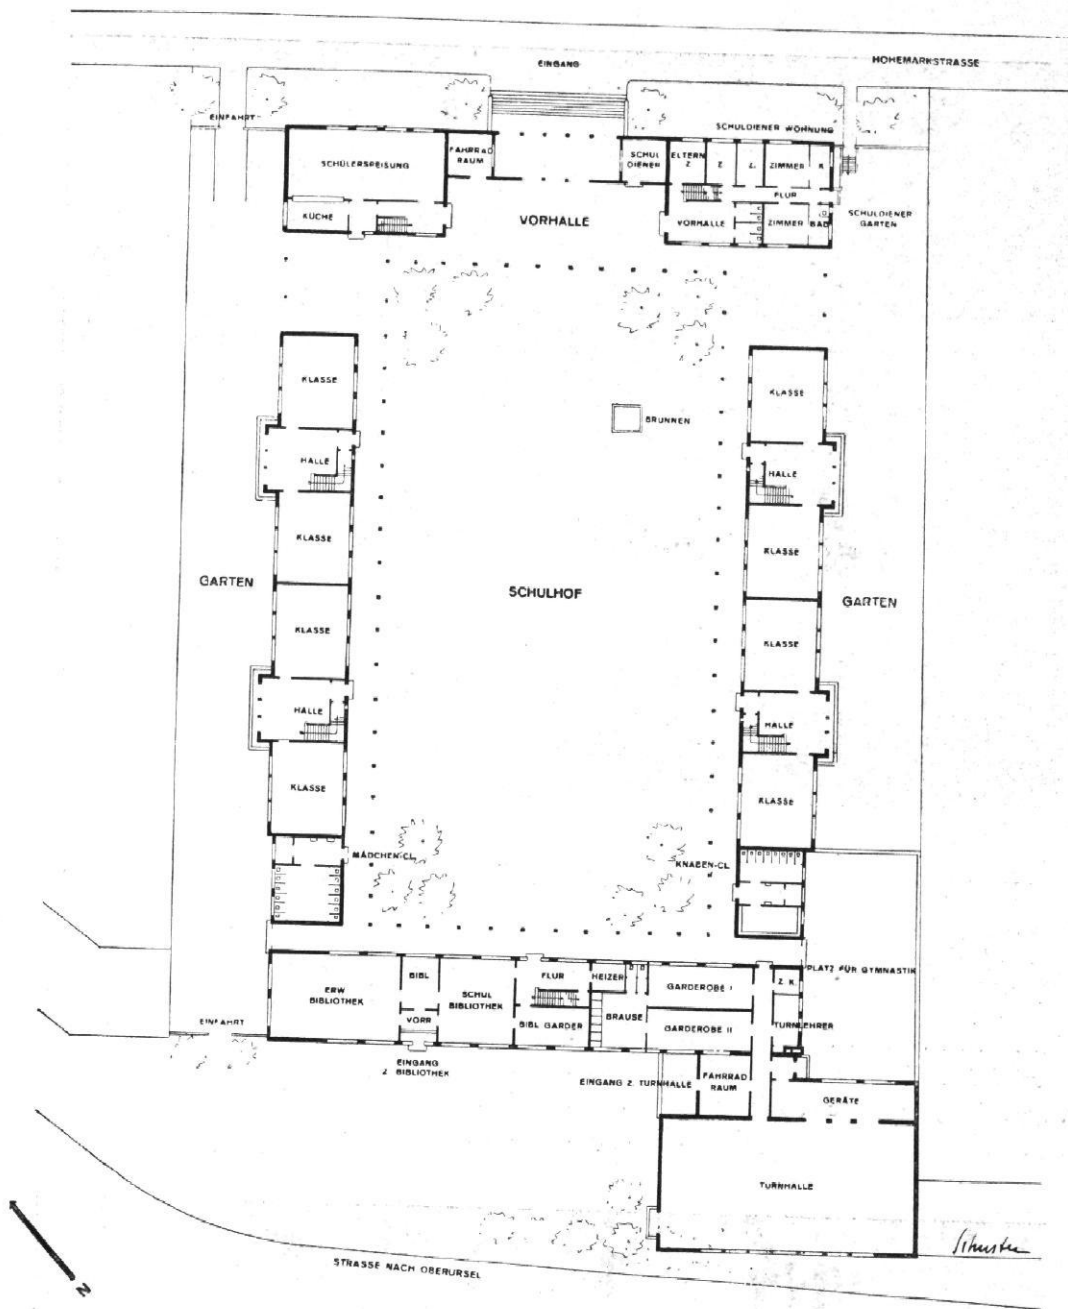 HOHEMARKSTRASSE
EINGANG
EINFAHRT
SCHULDIENER WOHNUNG
SCHÜLERSPEISUNG
FAHRRAD
RAUM
SCHUL
DIENER
ELTERN
Z
Z
Z.
ZIMMER
K
FLUR
KÜCHE
VORHALLE
VORHALLE
ZIMMER
BAD
SCHULDIENER
GARTEN
KLASSE
KLASSE
BRUNNEN
HALLE
HALLE
KLASSE
KLASSE
GARTEN
SCHULHOF
GARTEN
KLASSE
KLASSE
HALLE
HALLE
KLASSE
KLASSE
MÄDCHEN-CL.
KNABEN-CL
ERW
BIBLIOTHEK
BIBL
VORR
SCHUL
BIBLIOTHEK
FLUR
BIBL GARDER
HEIZER
BRAUSE
GARDEROBE I
GARDEROBE II
PLATZ FÜR GYMNASTIK
Z. K.
TURNLEHRER
EINFAHRT
EINGANG
Z. BIBLIOTHEK
EINGANG Z. TURNHALLE
FAHRRAD
RAUM
GERÄTE
TURNHALLE
Schuster
STRASSE NACH OBERURSEL
N